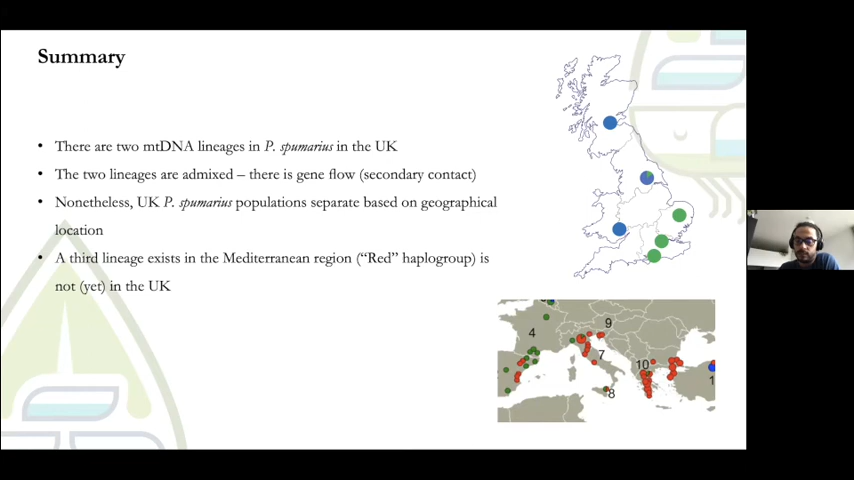 Summary
• There are two mtDNA lineages in P. spumarius in the UK
• The two lineages are admixed – there is gene flow (secondary contact)
• Nonetheless, UK P. spumarius populations separate based on geographical
location
• A third lineage exists in the Mediterranean region (“Red” haplogroup) is
not (yet) in the UK
4
9
7
10
8
1